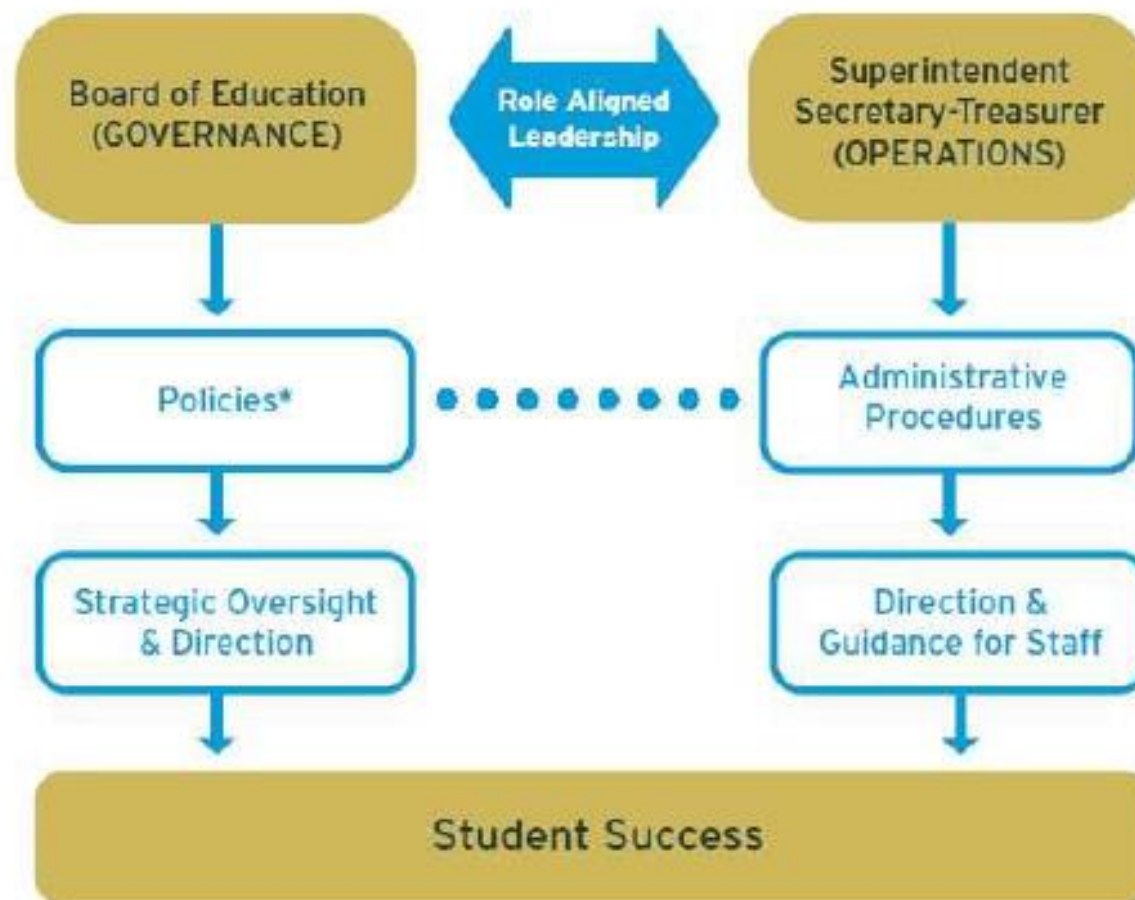 Board of Education
(GOVERNANCE)
Role Aligned
Leadership
Superintendent
Secretary-Treasurer
(OPERATIONS)
Policies*
Administrative
Procedures
Strategic Oversight
& Direction
Direction &
Guidance for Staff
Student Success